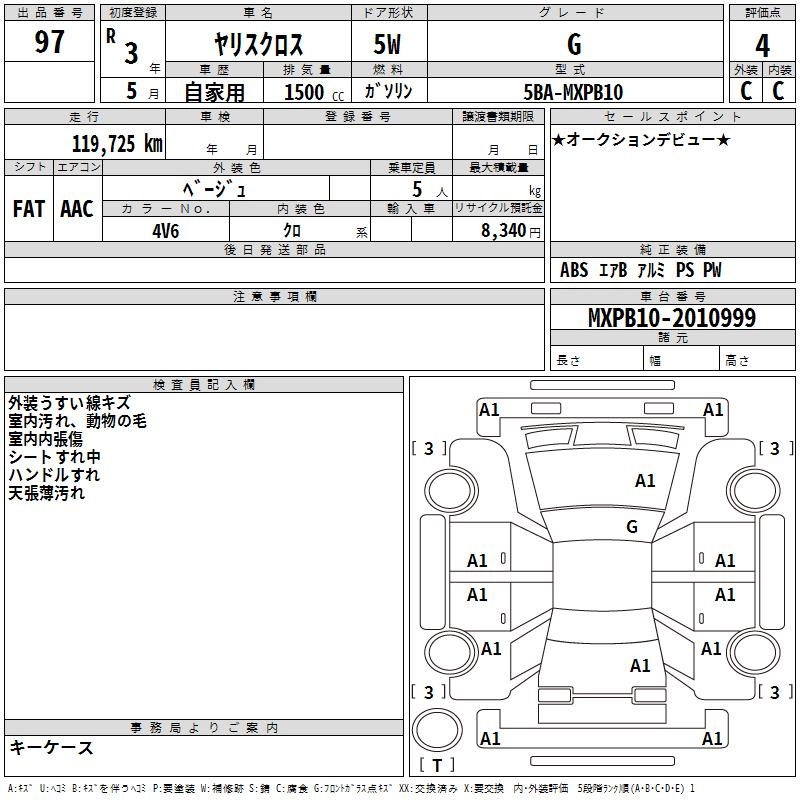 出品番号 初度登録 車名 ドア形状 グレード 評価点
97 R 3 年 ヤリスクロス 5W G 4
車歴 排気量 燃料 型式 外装 内装
5 月 自家用 1500 CC ガソリン 5BA-MXPB10 C C
走行 車検 登録番号 譲渡書類期限 セールスポイント
119,725 km 年 月 月 日 ★オークションデビュー★
シフト エアコン 外装色 乗車定員 最大積載量
FAT AAC ベージュ 5 人 kg
カラーNo. 内装色 輸入車 リサイクル預託金
4V6 クロ 系 8,340 円
後日発送部品 純正装備
ABS エアB アルミ PS PW
注意事項欄 車台番号
MXPB10-2010999
諸元
長さ 幅 高さ
検査員記入欄
外装うすい線キズ
室内汚れ、動物の毛
室内内張傷
シートすれ中
ハンドルすれ
天張薄汚れ
A1 A1
[ 3 ] [ 3 ]
A1
G
A1 A1
A1 A1
A1 A1
A1
[ 3 ] [ 3 ]
A1 A1
[ T ]
事務局よりご案内
キーケース
A:キズ U:ヘコミ B:キズを伴うヘコミ P:要塗装 W:補修跡 S:錆 C:腐食 G:フロントガラス点キズ XX:交換済み X:要交換 内・外装評価 5段階ランク順(A・B・C・D・E) 1